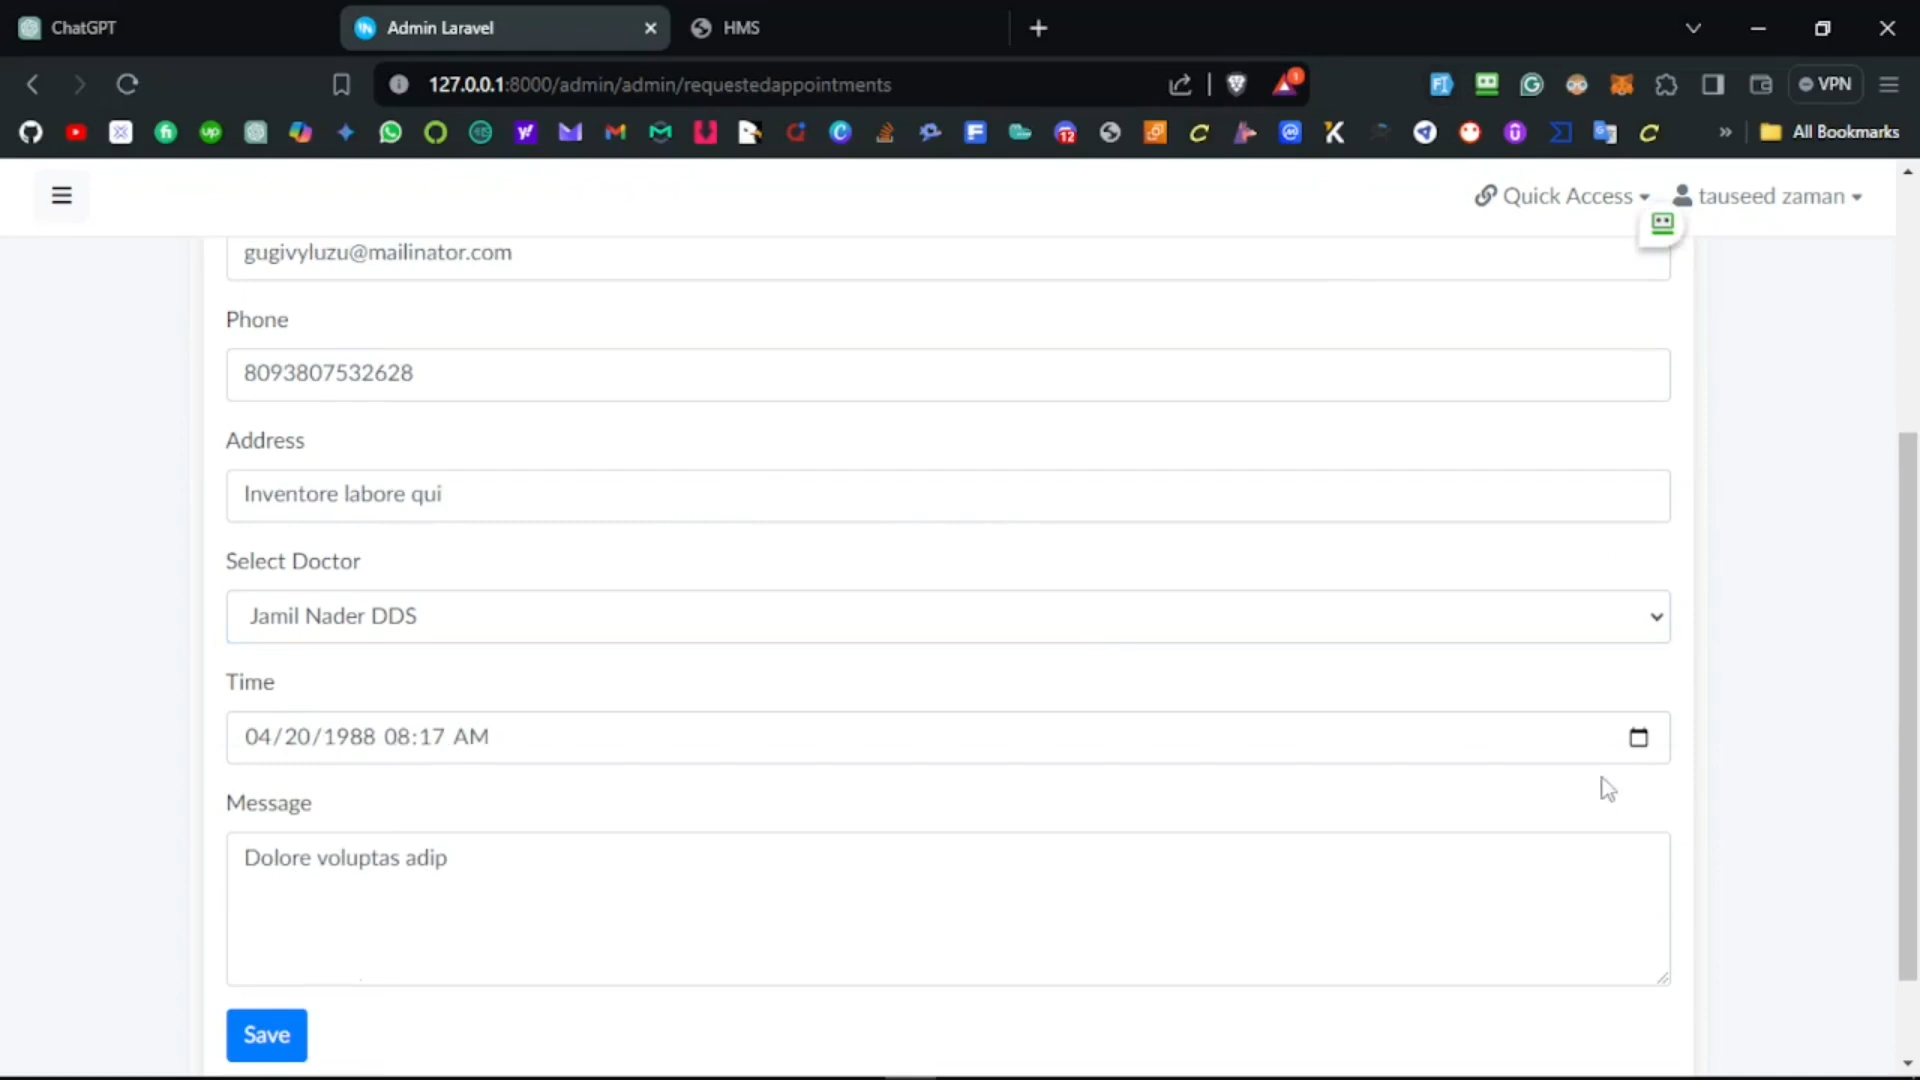 ChatGPT
Admin Laravel
HMS
127.0.0.1:8000/admin/admin/requestedappointments
VPN
All Bookmarks
Quick Access
tauseed zaman
gugivyluzu@mailinator.com
Phone
8093807532628
Address
Inventore labore qui
Select Doctor
Jamil Nader DDS
Time
04/20/1988 08:17 AM
Message
Dolore voluptas adip
Save